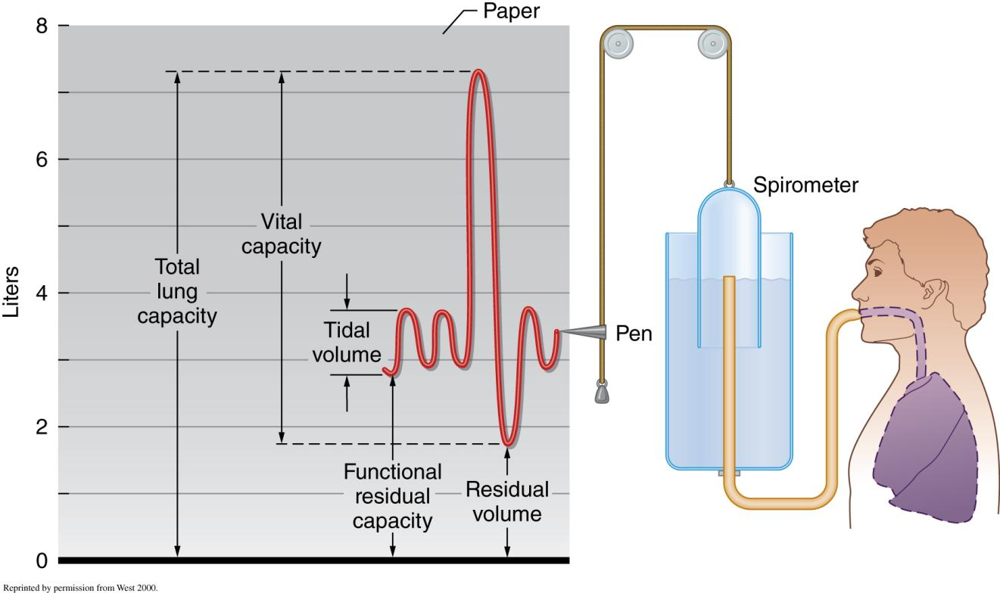 Paper
8
6
4
2
0
Liters
Total
lung
capacity
Vital
capacity
Tidal
volume
Functional
residual
capacity
Residual
volume
Pen
Spirometer
Reprinted by permission from West 2000.